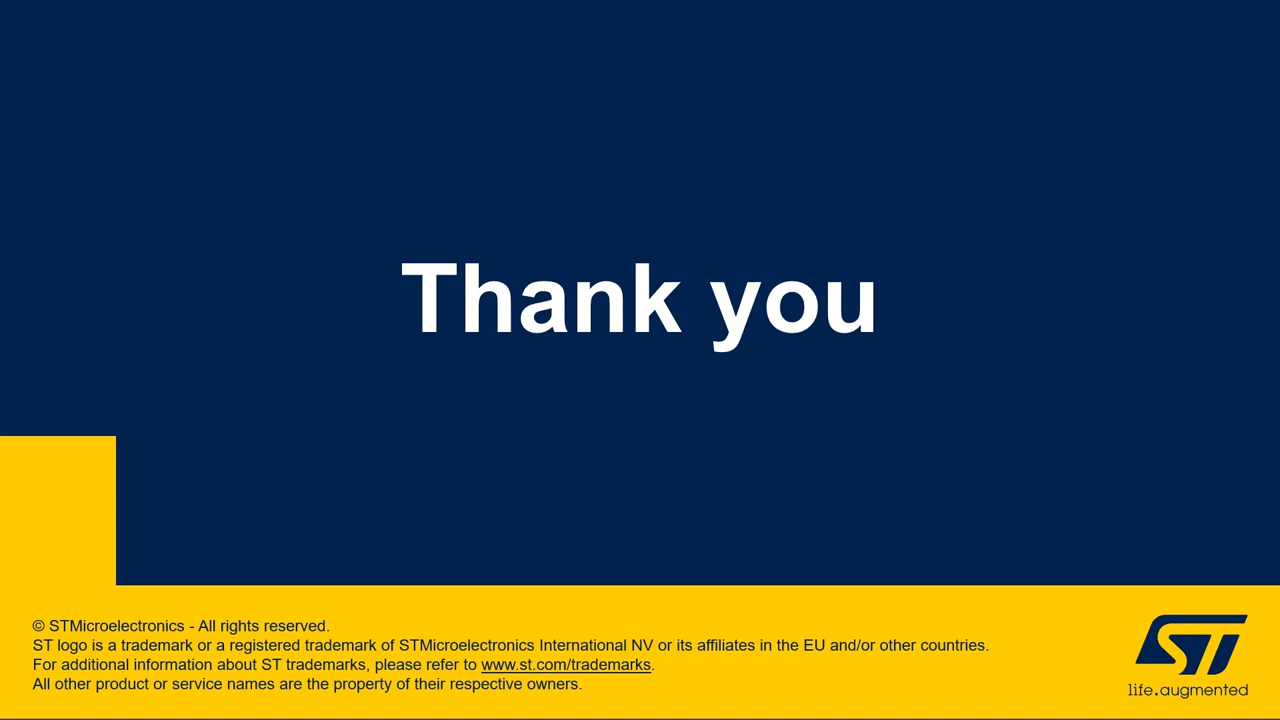 Thank you
© STMicroelectronics - All rights reserved.
ST logo is a trademark or a registered trademark of STMicroelectronics International NV or its affiliates in the EU and/or other countries.
For additional information about ST trademarks, please refer to www.st.com/trademarks.
All other product or service names are the property of their respective owners.
ST
life.augmented